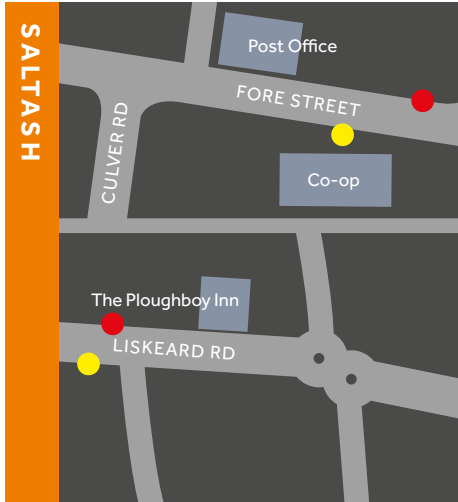 SALTASH
Post Office
FORE STREET
CULVER RD
Co-op
The Ploughboy Inn
LISKEARD RD